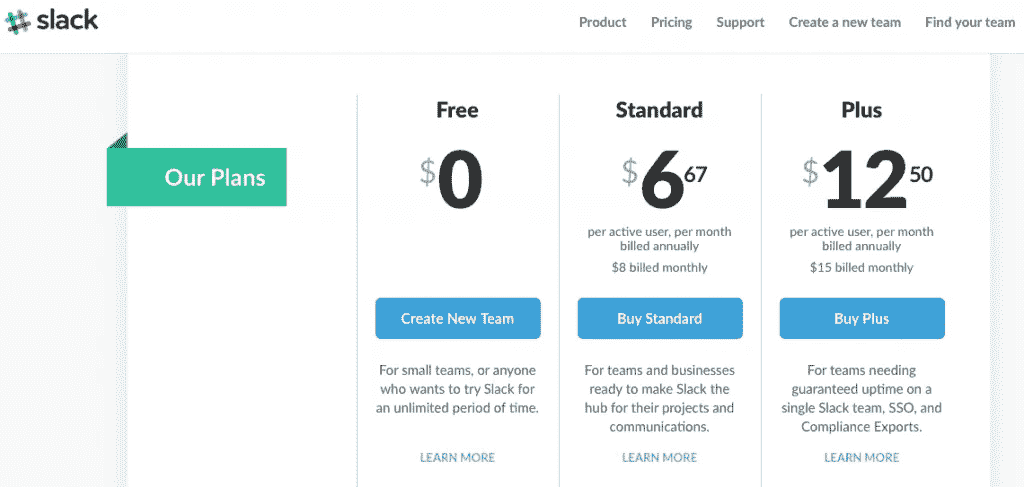 slack
Product Pricing Support Create a new team Find your team
Our Plans
Free
$0
Create New Team
For small teams, or anyone
who wants to try Slack for
an unlimited period of time.
LEARN MORE
Standard
$6 67
per active user, per month
billed annually
$8 billed monthly
Buy Standard
For teams and businesses
ready to make Slack the
hub for their projects and
communications.
LEARN MORE
Plus
$12 50
per active user, per month
billed annually
$15 billed monthly
Buy Plus
For teams needing
guaranteed uptime on a
single Slack team, SSO, and
Compliance Exports.
LEARN MORE